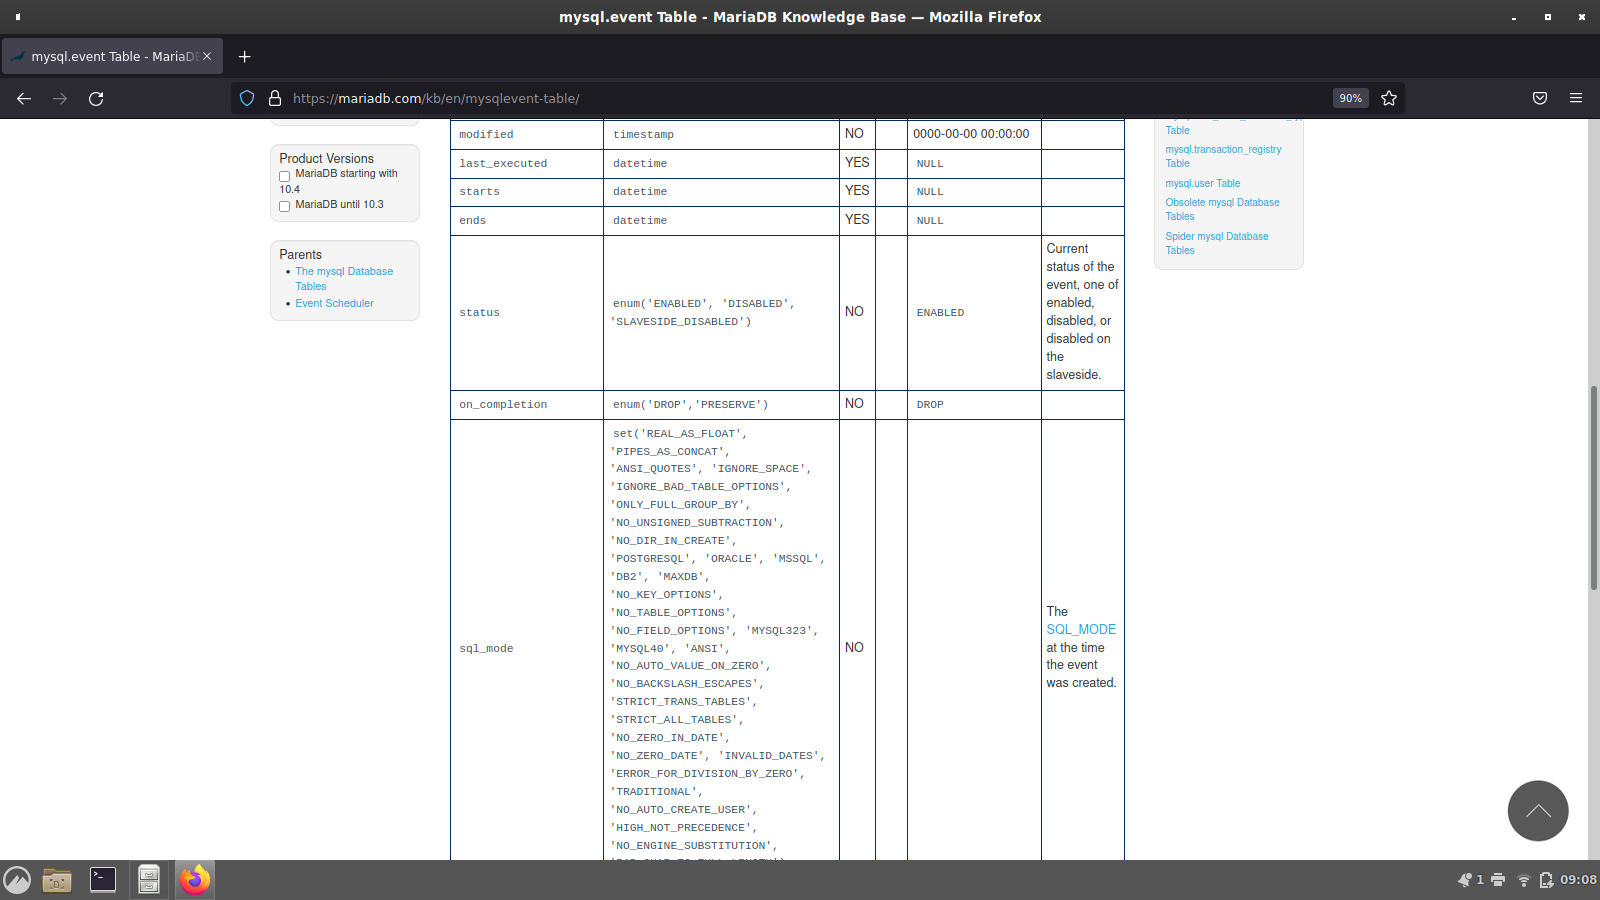 mysql.event Table - MariaDB Knowledge Base — Mozilla Firefox
mysql.event Table - MariaDB
https://mariadb.com/kb/en/mysqlevent-table/
90%
Product Versions
MariaDB starting with
10.4
MariaDB until 10.3
Parents
The mysql Database
Tables
Event Scheduler
modified timestamp NO 0000-00-00 00:00:00
last_executed datetime YES NULL
starts datetime YES NULL
ends datetime YES NULL
status
enum('ENABLED', 'DISABLED',
'SLAVESIDE_DISABLED')
NO
ENABLED
Current
status of the
event, one of
enabled,
disabled, or
disabled on
the
slaveside.
on_completion enum('DROP','PRESERVE') NO DROP
sql_mode
set('REAL_AS_FLOAT',
'PIPES_AS_CONCAT',
'ANSI_QUOTES', 'IGNORE_SPACE',
'IGNORE_BAD_TABLE_OPTIONS',
'ONLY_FULL_GROUP_BY',
'NO_UNSIGNED_SUBTRACTION',
'NO_DIR_IN_CREATE',
'POSTGRESQL', 'ORACLE', 'MSSQL',
'DB2', 'MAXDB',
'NO_KEY_OPTIONS',
'NO_TABLE_OPTIONS',
'NO_FIELD_OPTIONS', 'MYSQL323',
'MYSQL40', 'ANSI',
'NO_AUTO_VALUE_ON_ZERO',
'NO_BACKSLASH_ESCAPES',
'STRICT_TRANS_TABLES',
'STRICT_ALL_TABLES',
'NO_ZERO_IN_DATE',
'NO_ZERO_DATE', 'INVALID_DATES',
'ERROR_FOR_DIVISION_BY_ZERO',
'TRADITIONAL',
'NO_AUTO_CREATE_USER',
'HIGH_NOT_PRECEDENCE',
'NO_ENGINE_SUBSTITUTION',
NO
The
SQL_MODE
at the time
the event
was created.
Table
mysql.transaction_registry
Table
mysql.user Table
Obsolete mysql Database
Tables
Spider mysql Database
Tables
1
09:08